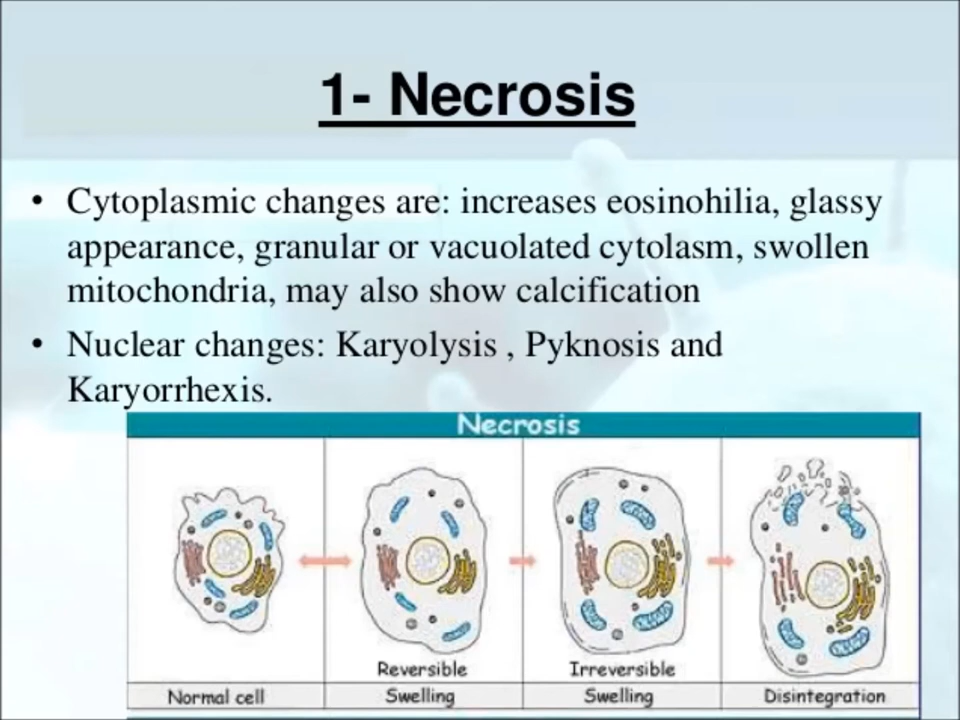 1- Necrosis
• Cytoplasmic changes are: increases eosinohilia, glassy
appearance, granular or vacuolated cytolasm, swollen
mitochondria, may also show calcification
• Nuclear changes: Karyolysis , Pyknosis and
Karyorrhexis.
Necrosis
Reversible
Irreversible
Normal cell
Swelling
Swelling
Disintegration